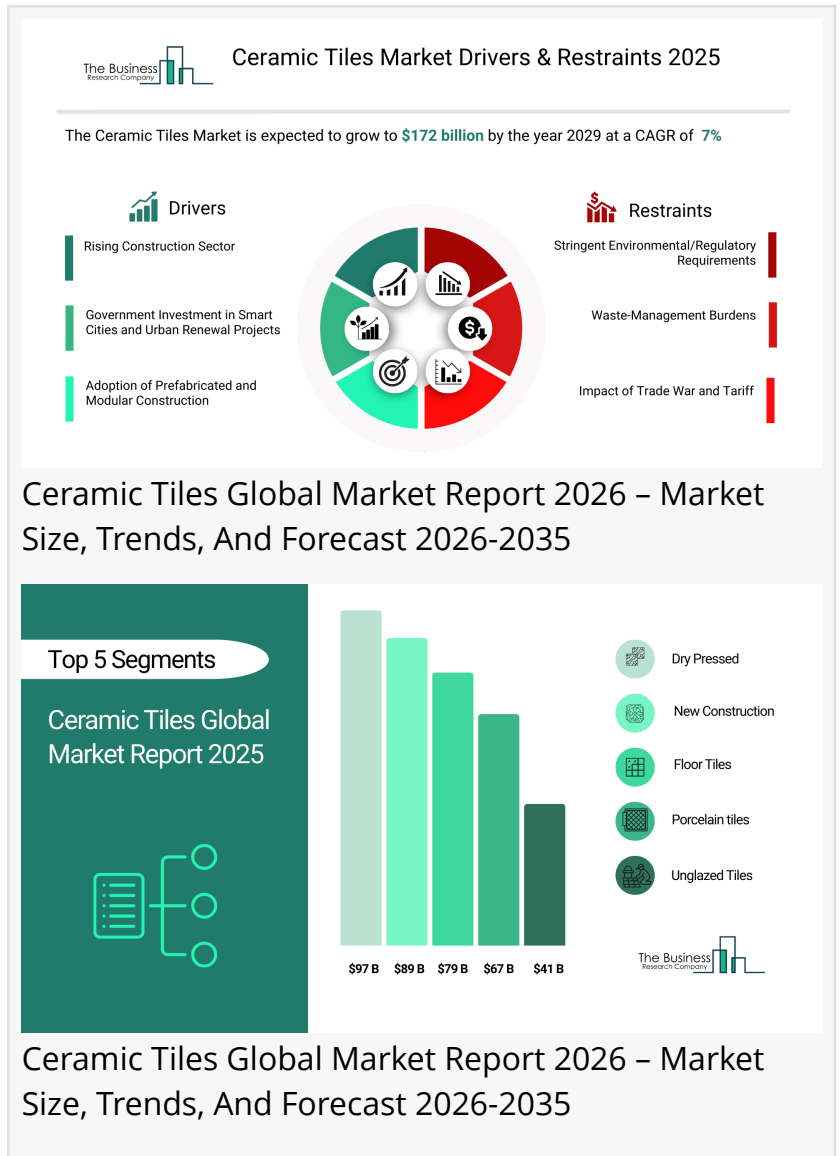 The Business
Research Company
Ceramic Tiles Market Drivers & Restraints 2025
The Ceramic Tiles Market is expected to grow to $172 billion by the year 2029 at a CAGR of 7%
Drivers
Rising Construction Sector
Government Investment in Smart
Cities and Urban Renewal Projects
Adoption of Prefabricated and
Modular Construction
Restraints
Stringent Environmental/Regulatory
Requirements
Waste-Management Burdens
Impact of Trade War and Tariff
Ceramic Tiles Global Market Report 2026 – Market
Size, Trends, And Forecast 2026-2035
Top 5 Segments
Ceramic Tiles Global
Market Report 2025
$97 B $89 B $79 B $67 B $41 B
Dry Pressed
New Construction
Floor Tiles
Porcelain tiles
Unglazed Tiles
The Business
Research Company
Ceramic Tiles Global Market Report 2026 – Market
Size, Trends, And Forecast 2026-2035